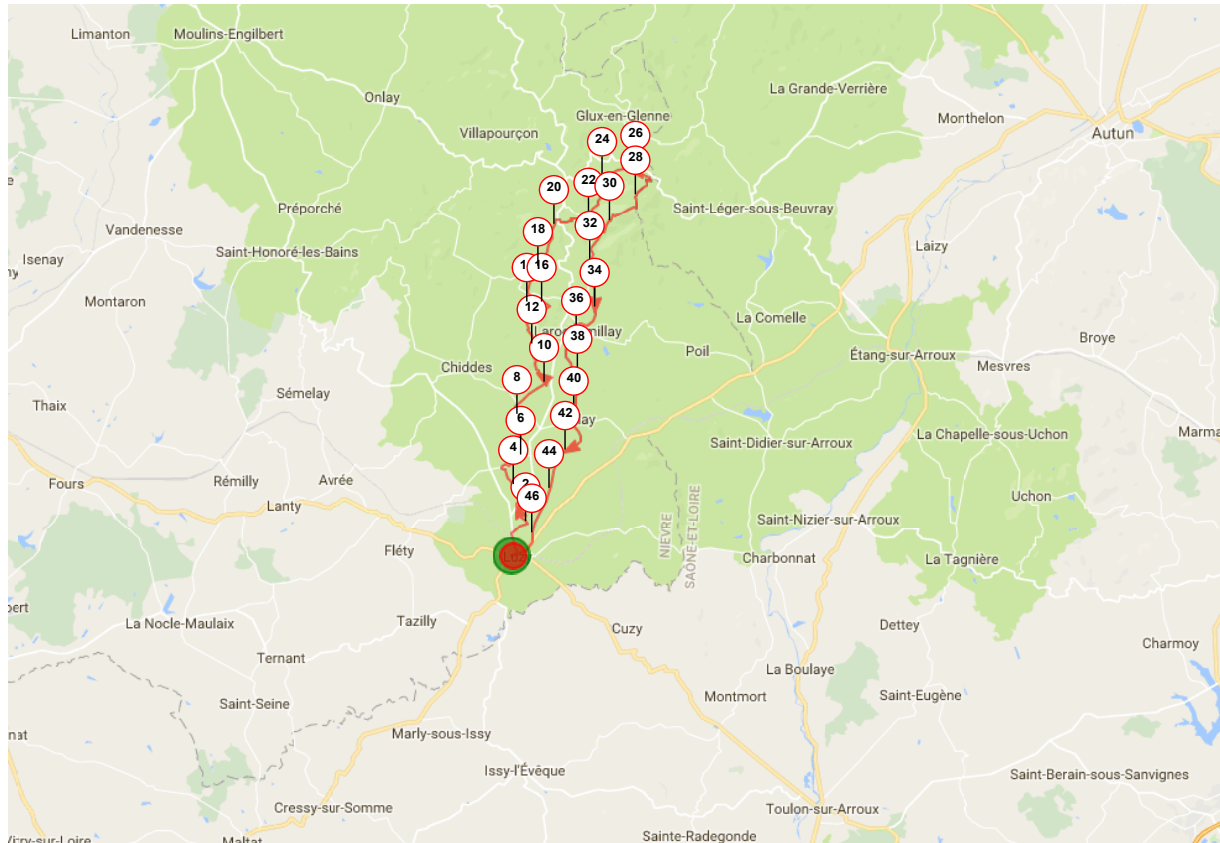 Limanton
Moulins-Engilbert
La Grande-Verrière
Onlay
Glux-en-Glenne
Monthelon
Villapourçon
Autun
24
26
28
22
30
20
Préporché
Saint-Léger-sous-Beuvray
Vandenesse
18
32
Saint-Honoré-les-Bains
Laizy
Isenay
16
34
Montaron
36
12
La Comelle
38
10
Broye
Poil
Étang-sur-Arroux
Chiddes
Mesvres
8
40
Sémelay
Thaix
6
42
La Chapelle-sous-Uchon
Saint-Didier-sur-Arroux
4
44
Fours
Rémilly
Avrée
2
46
Uchon
Lanty
NIEVRE
SAÔNE-ET-LOIRE
Saint-Nizier-sur-Arroux
Fléty
Charbonnat
La Tagnière
La Nocle-Maulaix
Tazilly
Cuzy
Dettey
Charmoy
Ternant
La Boulaye
Saint-Seine
Montmort
Saint-Eugène
Marly-sous-Issy
Issy-l'Évêque
Saint-Berain-sous-Sanvignes
Cressy-sur-Somme
Toulon-sur-Arroux
Sainte-Radegonde
Maltat